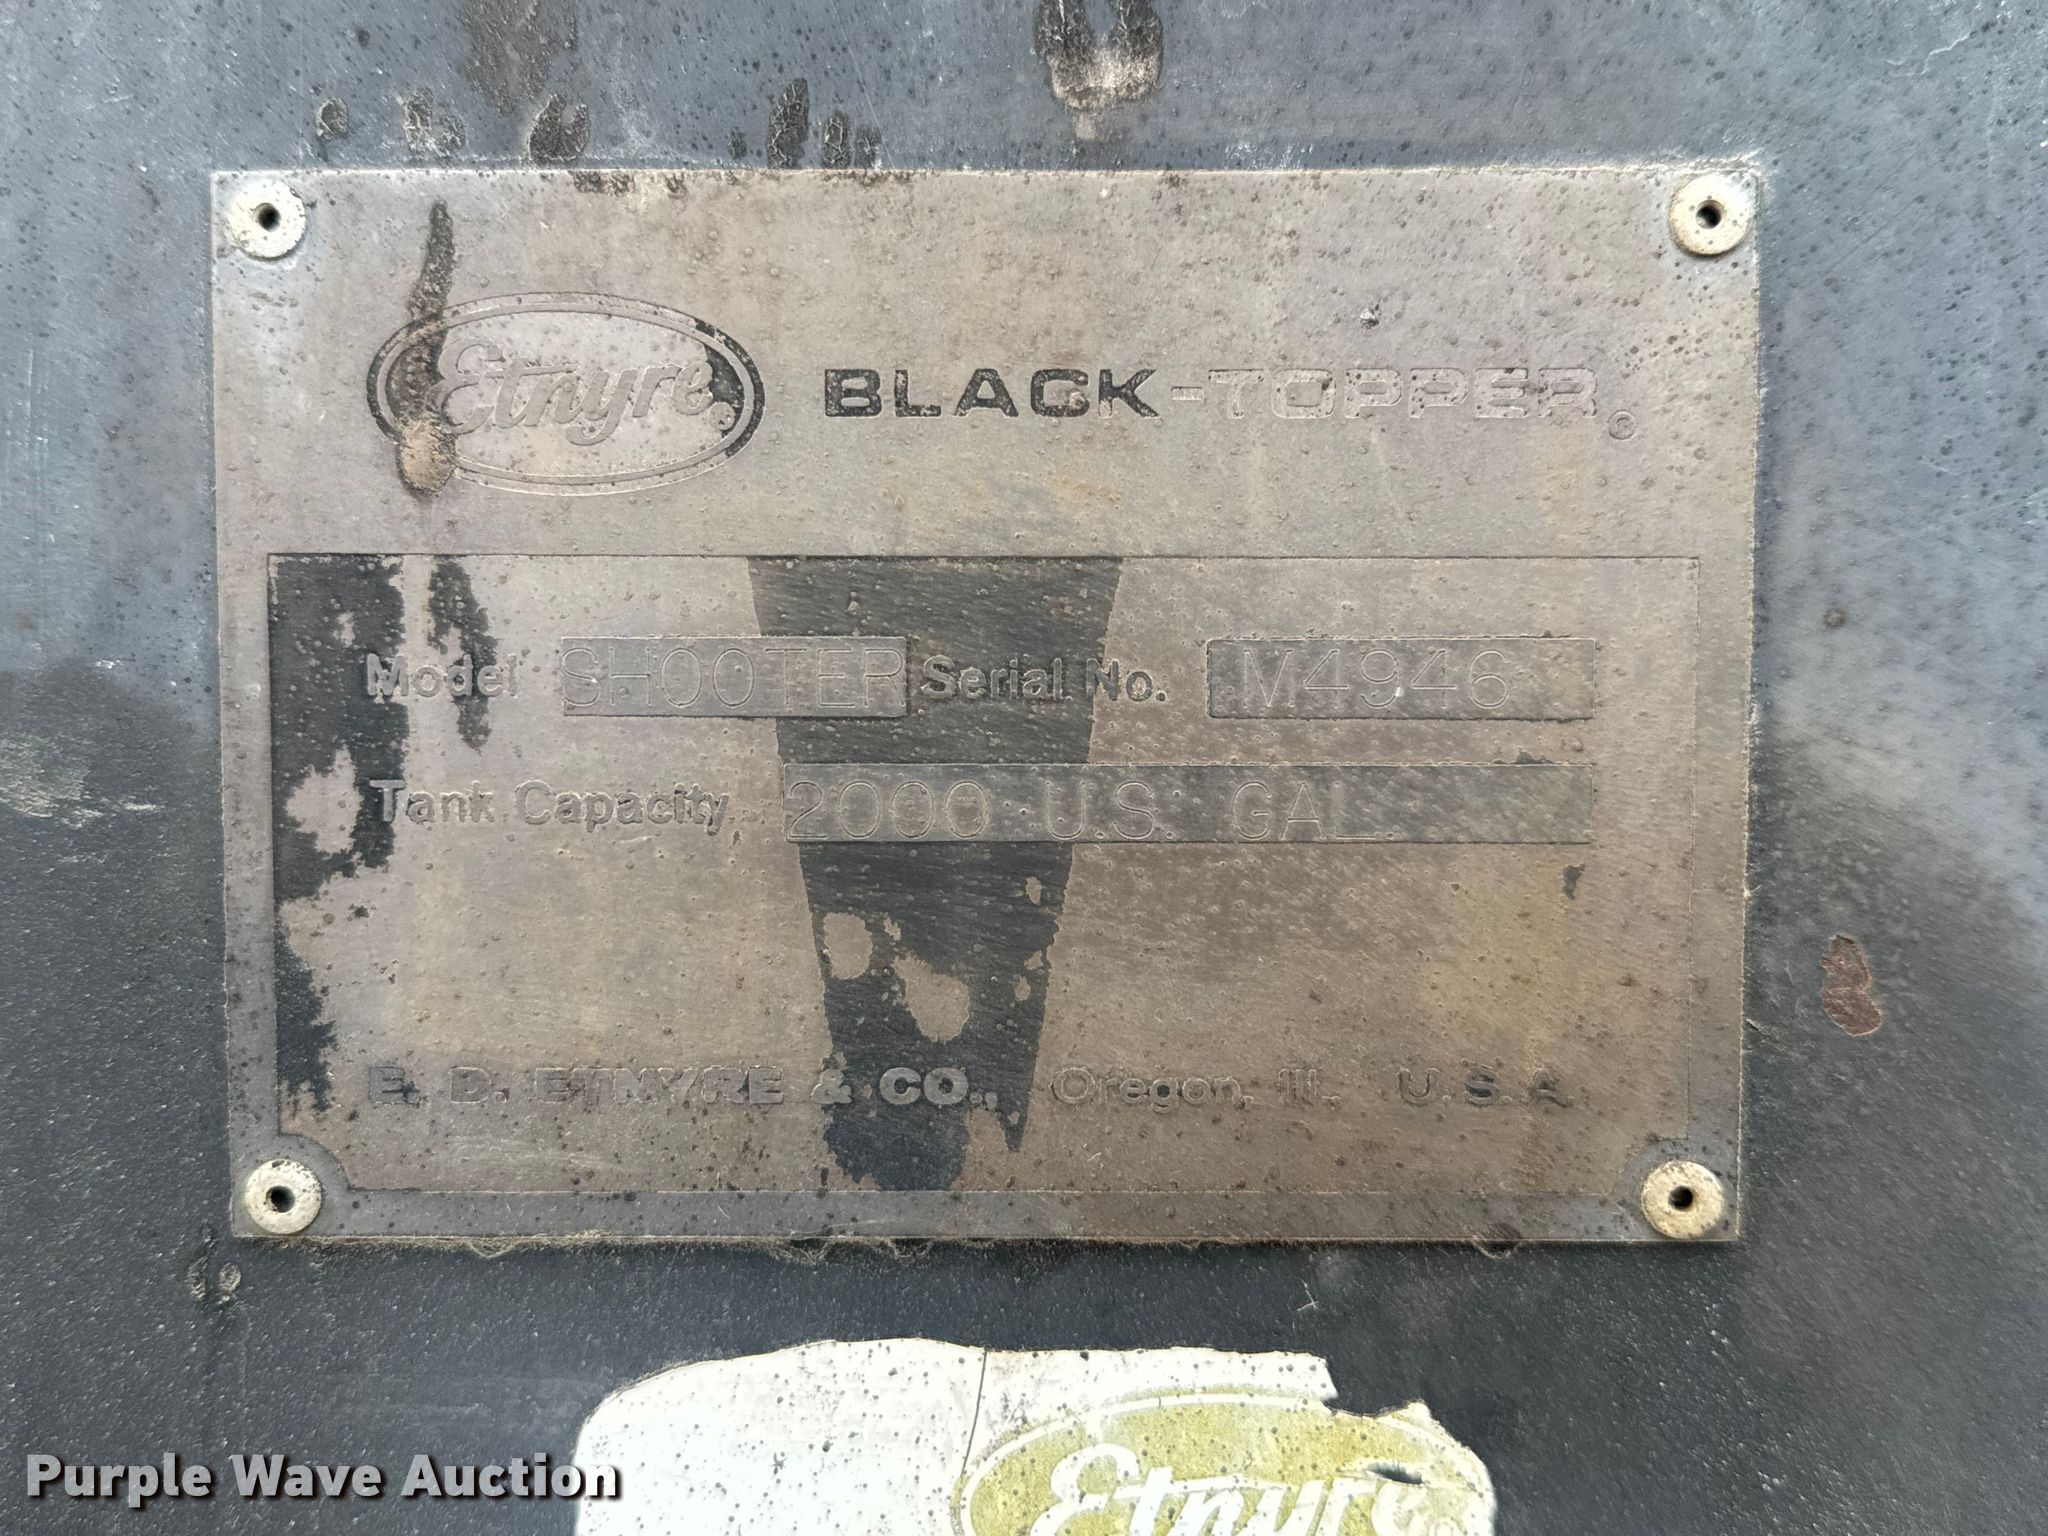 Etnyre® BLACK-TOPPER®
Model SHOOTER Serial No. M4946
Tank Capacity 2000 U.S. GAL.
E. D. ETNYRE & CO., Oregon, Ill., U.S.A.
Etnyre®
Purple Wave Auction